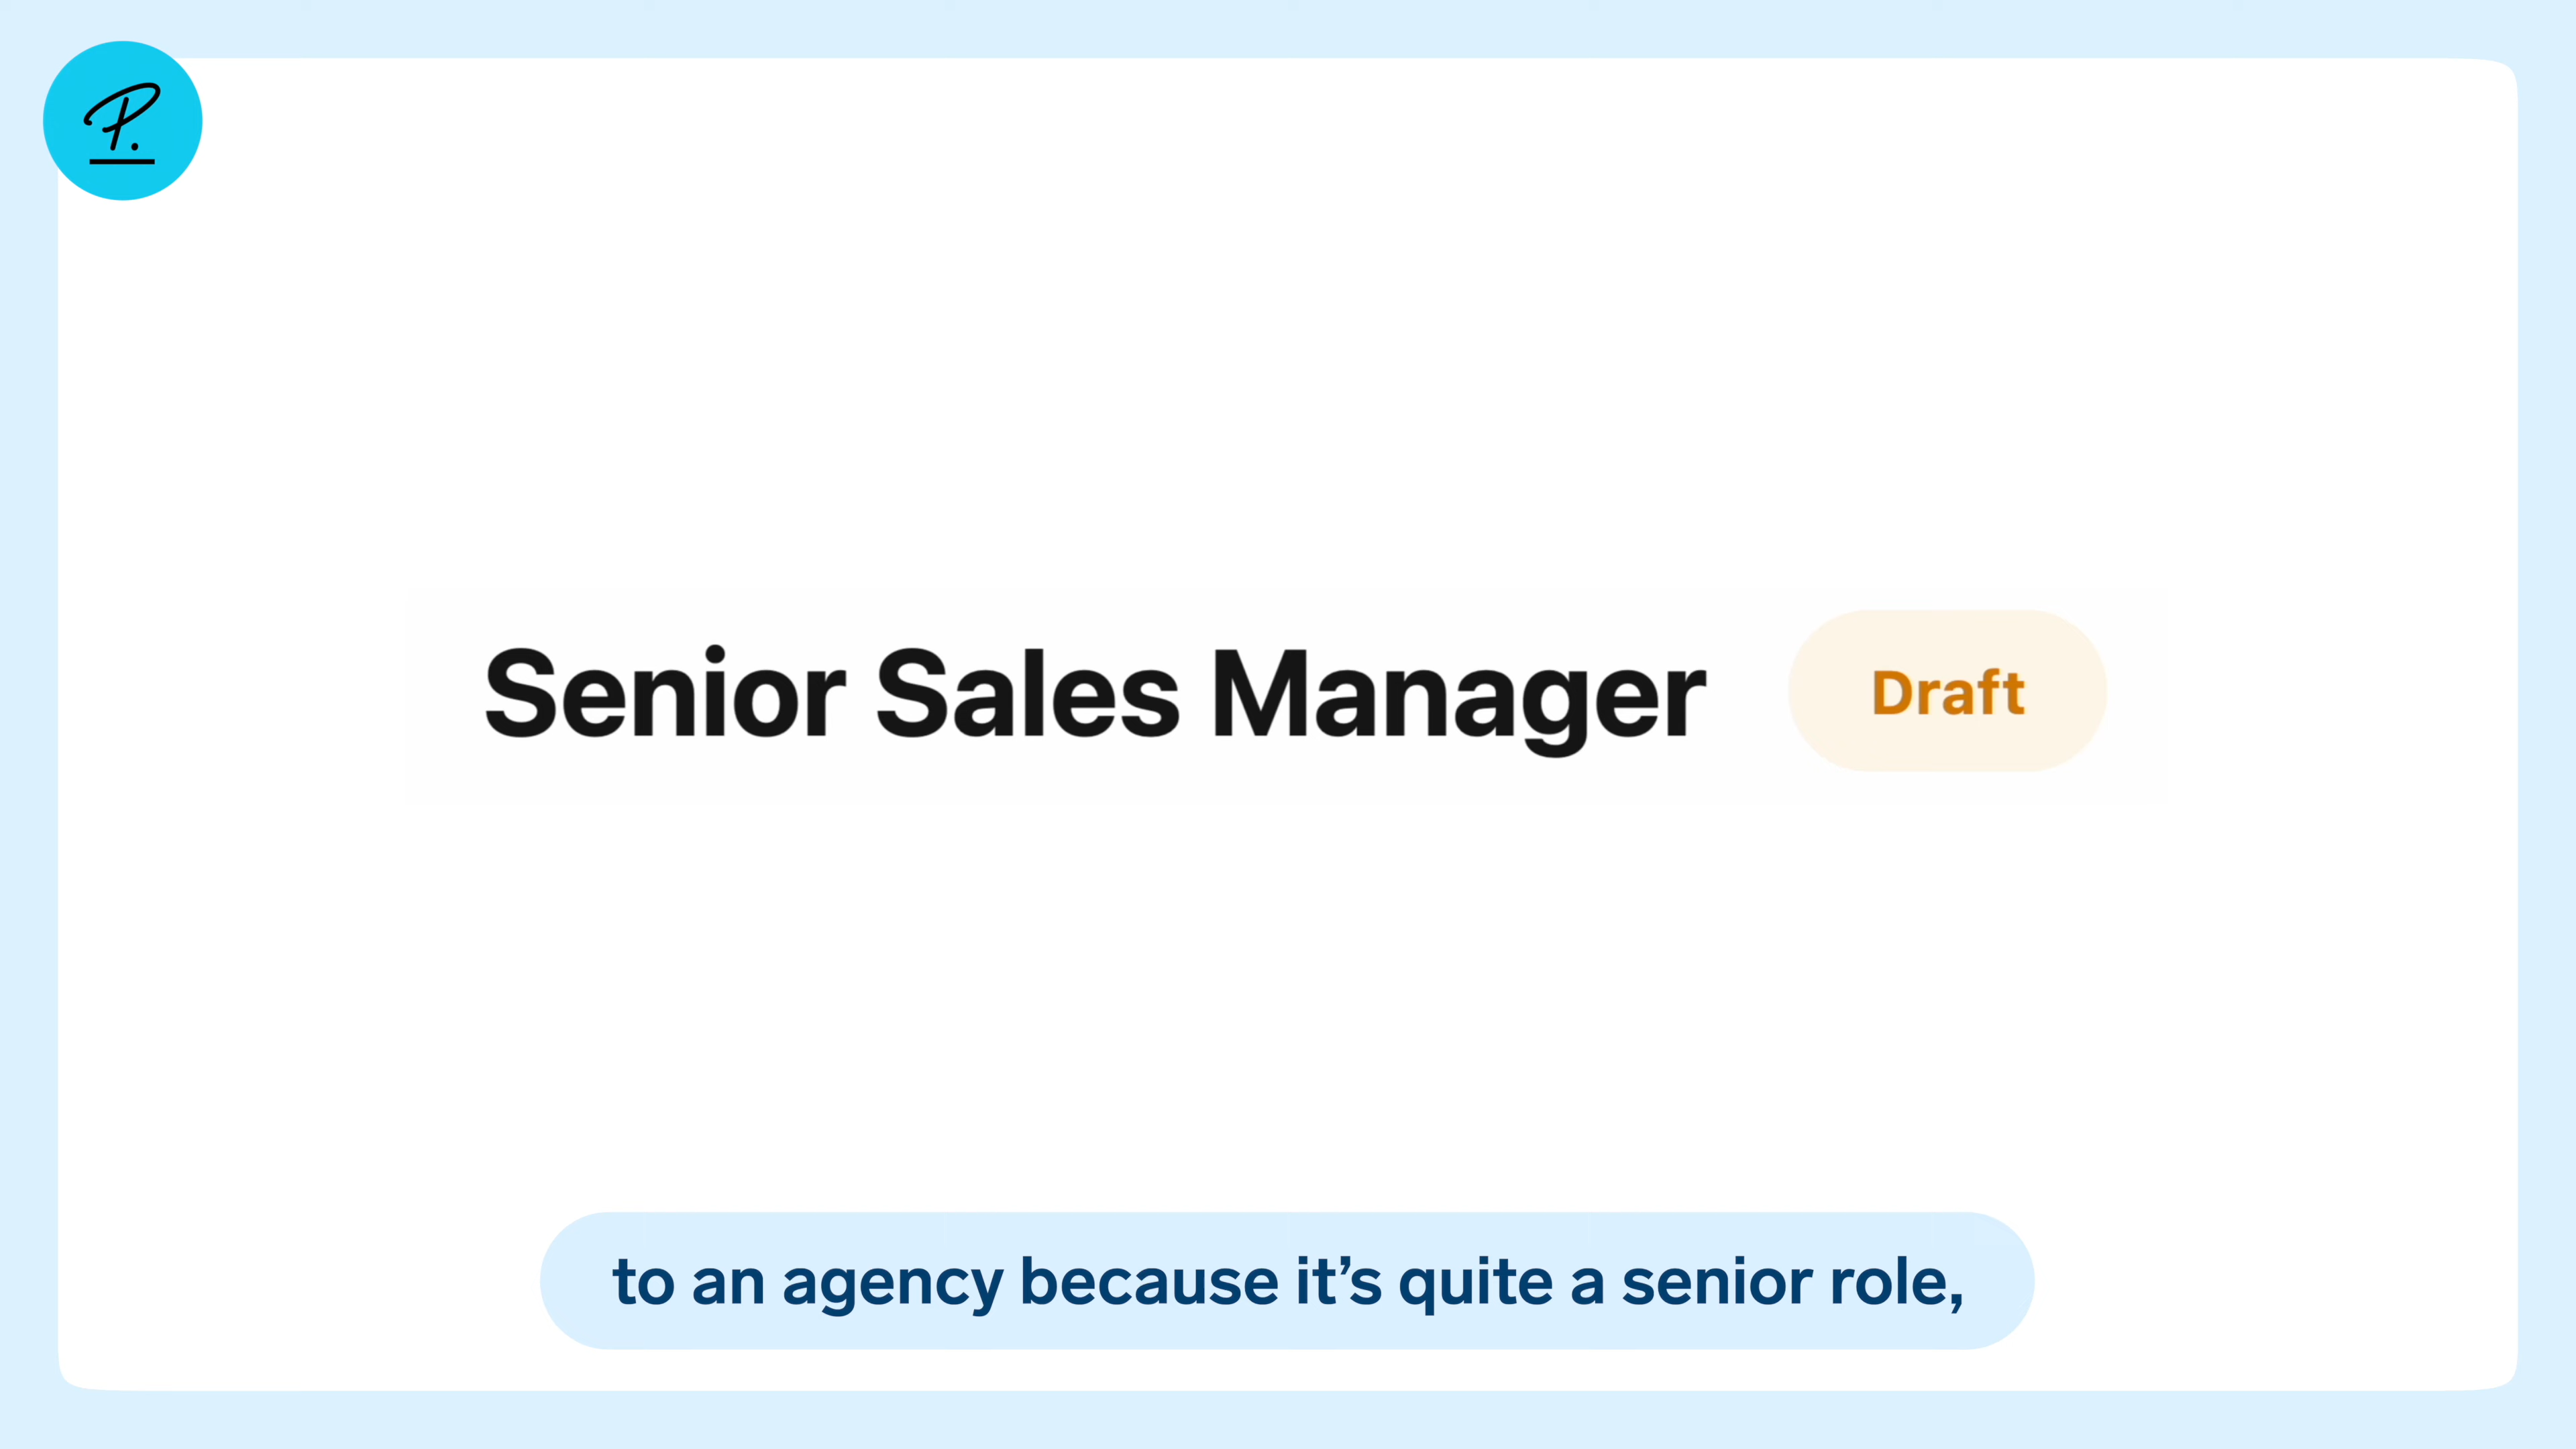 P.
Senior Sales Manager Draft
to an agency because it’s quite a senior role,